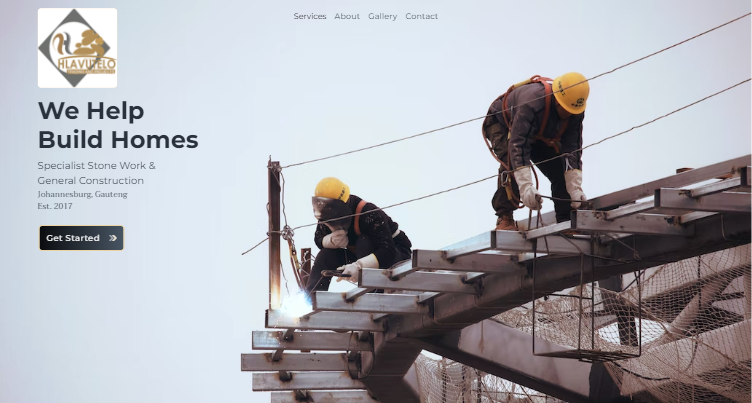 Services About Gallery Contact
HLAVUTELO
We Help
Build Homes
Specialist Stone Work &
General Construction
Johannesburg, Gauteng
Est. 2017
Get Started